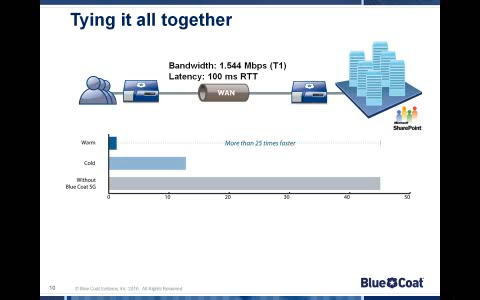 Tying it all together
Bandwidth: 1.544 Mbps (T1)
Latency: 100 ms RTT
WAN
Microsoft
SharePoint
Warm
More than 25 times faster
Cold
Without
Blue Coat SG
0 10 20 30 40 50
10
© Blue Coat Systems, Inc. 2010. All Rights Reserved.
Blue Coat